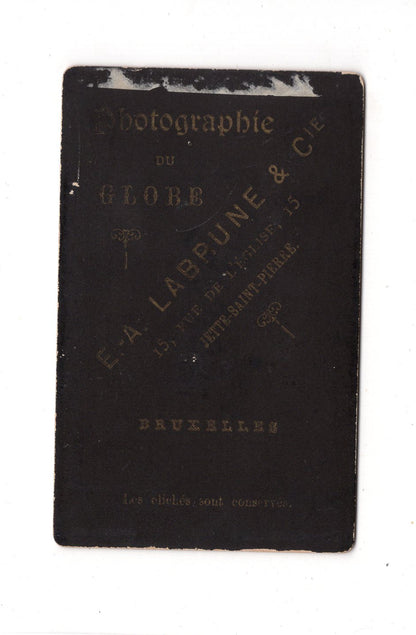 Photographie
DU
GLOBE
E.-A. LABRUNE & Cie
15, RUE DE L'ÉGLISE, 15
JETTE-SAINT-PIERRE.
BRUXELLES
Les clichés sont conservés.